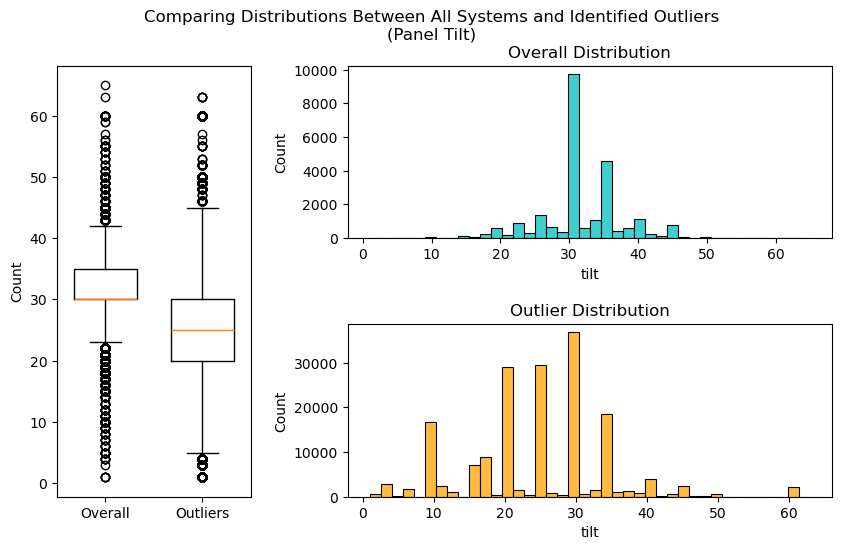 Comparing Distributions Between All Systems and Identified Outliers
(Panel Tilt)
Count
60
50
40
30
20
10
0
Overall
Outliers
Overall Distribution
Count
10000
8000
6000
4000
2000
0
0 10 20 30 40 50 60
tilt
Outlier Distribution
Count
30000
20000
10000
0
0 10 20 30 40 50 60
tilt